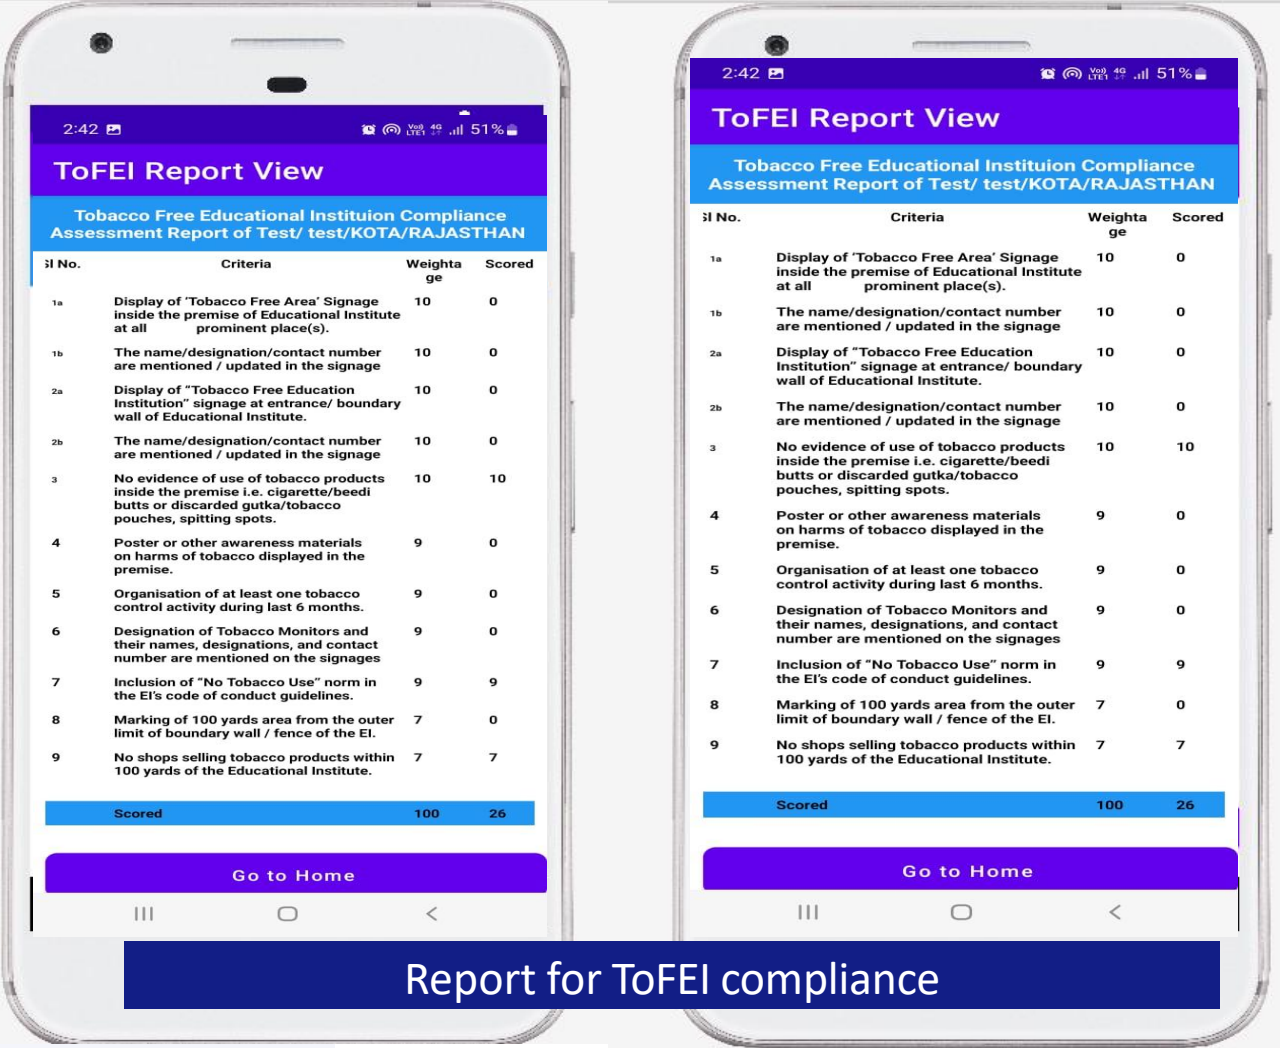 2:42
Vo)) LTE1 4G 51%
ToFEI Report View
Tobacco Free Educational Instituion Compliance
Assessment Report of Test/ test/KOTA/RAJASTHAN
Sl No. Criteria Weighta Scored
ge
1a Display of 'Tobacco Free Area' Signage 10 0
inside the premise of Educational Institute
at all prominent place(s).
1b The name/designation/contact number 10 0
are mentioned / updated in the signage
2a Display of "Tobacco Free Education 10 0
Institution" signage at entrance/ boundary
wall of Educational Institute.
2b The name/designation/contact number 10 0
are mentioned / updated in the signage
3 No evidence of use of tobacco products 10 10
inside the premise i.e. cigarette/beedi
butts or discarded gutka/tobacco
pouches, spitting spots.
4 Poster or other awareness materials 9 0
on harms of tobacco displayed in the
premise.
5 Organisation of at least one tobacco 9 0
control activity during last 6 months.
6 Designation of Tobacco Monitors and 9 0
their names, designations, and contact
number are mentioned on the signages
7 Inclusion of "No Tobacco Use" norm in 9 9
the EI's code of conduct guidelines.
8 Marking of 100 yards area from the outer 7 0
limit of boundary wall / fence of the EI.
9 No shops selling tobacco products within 7 7
100 yards of the Educational Institute.
Scored 100 26
Go to Home
2:42
Vo)) LTE1 4G 51%
ToFEI Report View
Tobacco Free Educational Instituion Compliance
Assessment Report of Test/ test/KOTA/RAJASTHAN
Sl No. Criteria Weighta Scored
ge
1a Display of 'Tobacco Free Area' Signage 10 0
inside the premise of Educational Institute
at all prominent place(s).
1b The name/designation/contact number 10 0
are mentioned / updated in the signage
2a Display of "Tobacco Free Education 10 0
Institution" signage at entrance/ boundary
wall of Educational Institute.
2b The name/designation/contact number 10 0
are mentioned / updated in the signage
3 No evidence of use of tobacco products 10 10
inside the premise i.e. cigarette/beedi
butts or discarded gutka/tobacco
pouches, spitting spots.
4 Poster or other awareness materials 9 0
on harms of tobacco displayed in the
premise.
5 Organisation of at least one tobacco 9 0
control activity during last 6 months.
6 Designation of Tobacco Monitors and 9 0
their names, designations, and contact
number are mentioned on the signages
7 Inclusion of "No Tobacco Use" norm in 9 9
the EI's code of conduct guidelines.
8 Marking of 100 yards area from the outer 7 0
limit of boundary wall / fence of the EI.
9 No shops selling tobacco products within 7 7
100 yards of the Educational Institute.
Scored 100 26
Go to Home
Report for ToFEI compliance